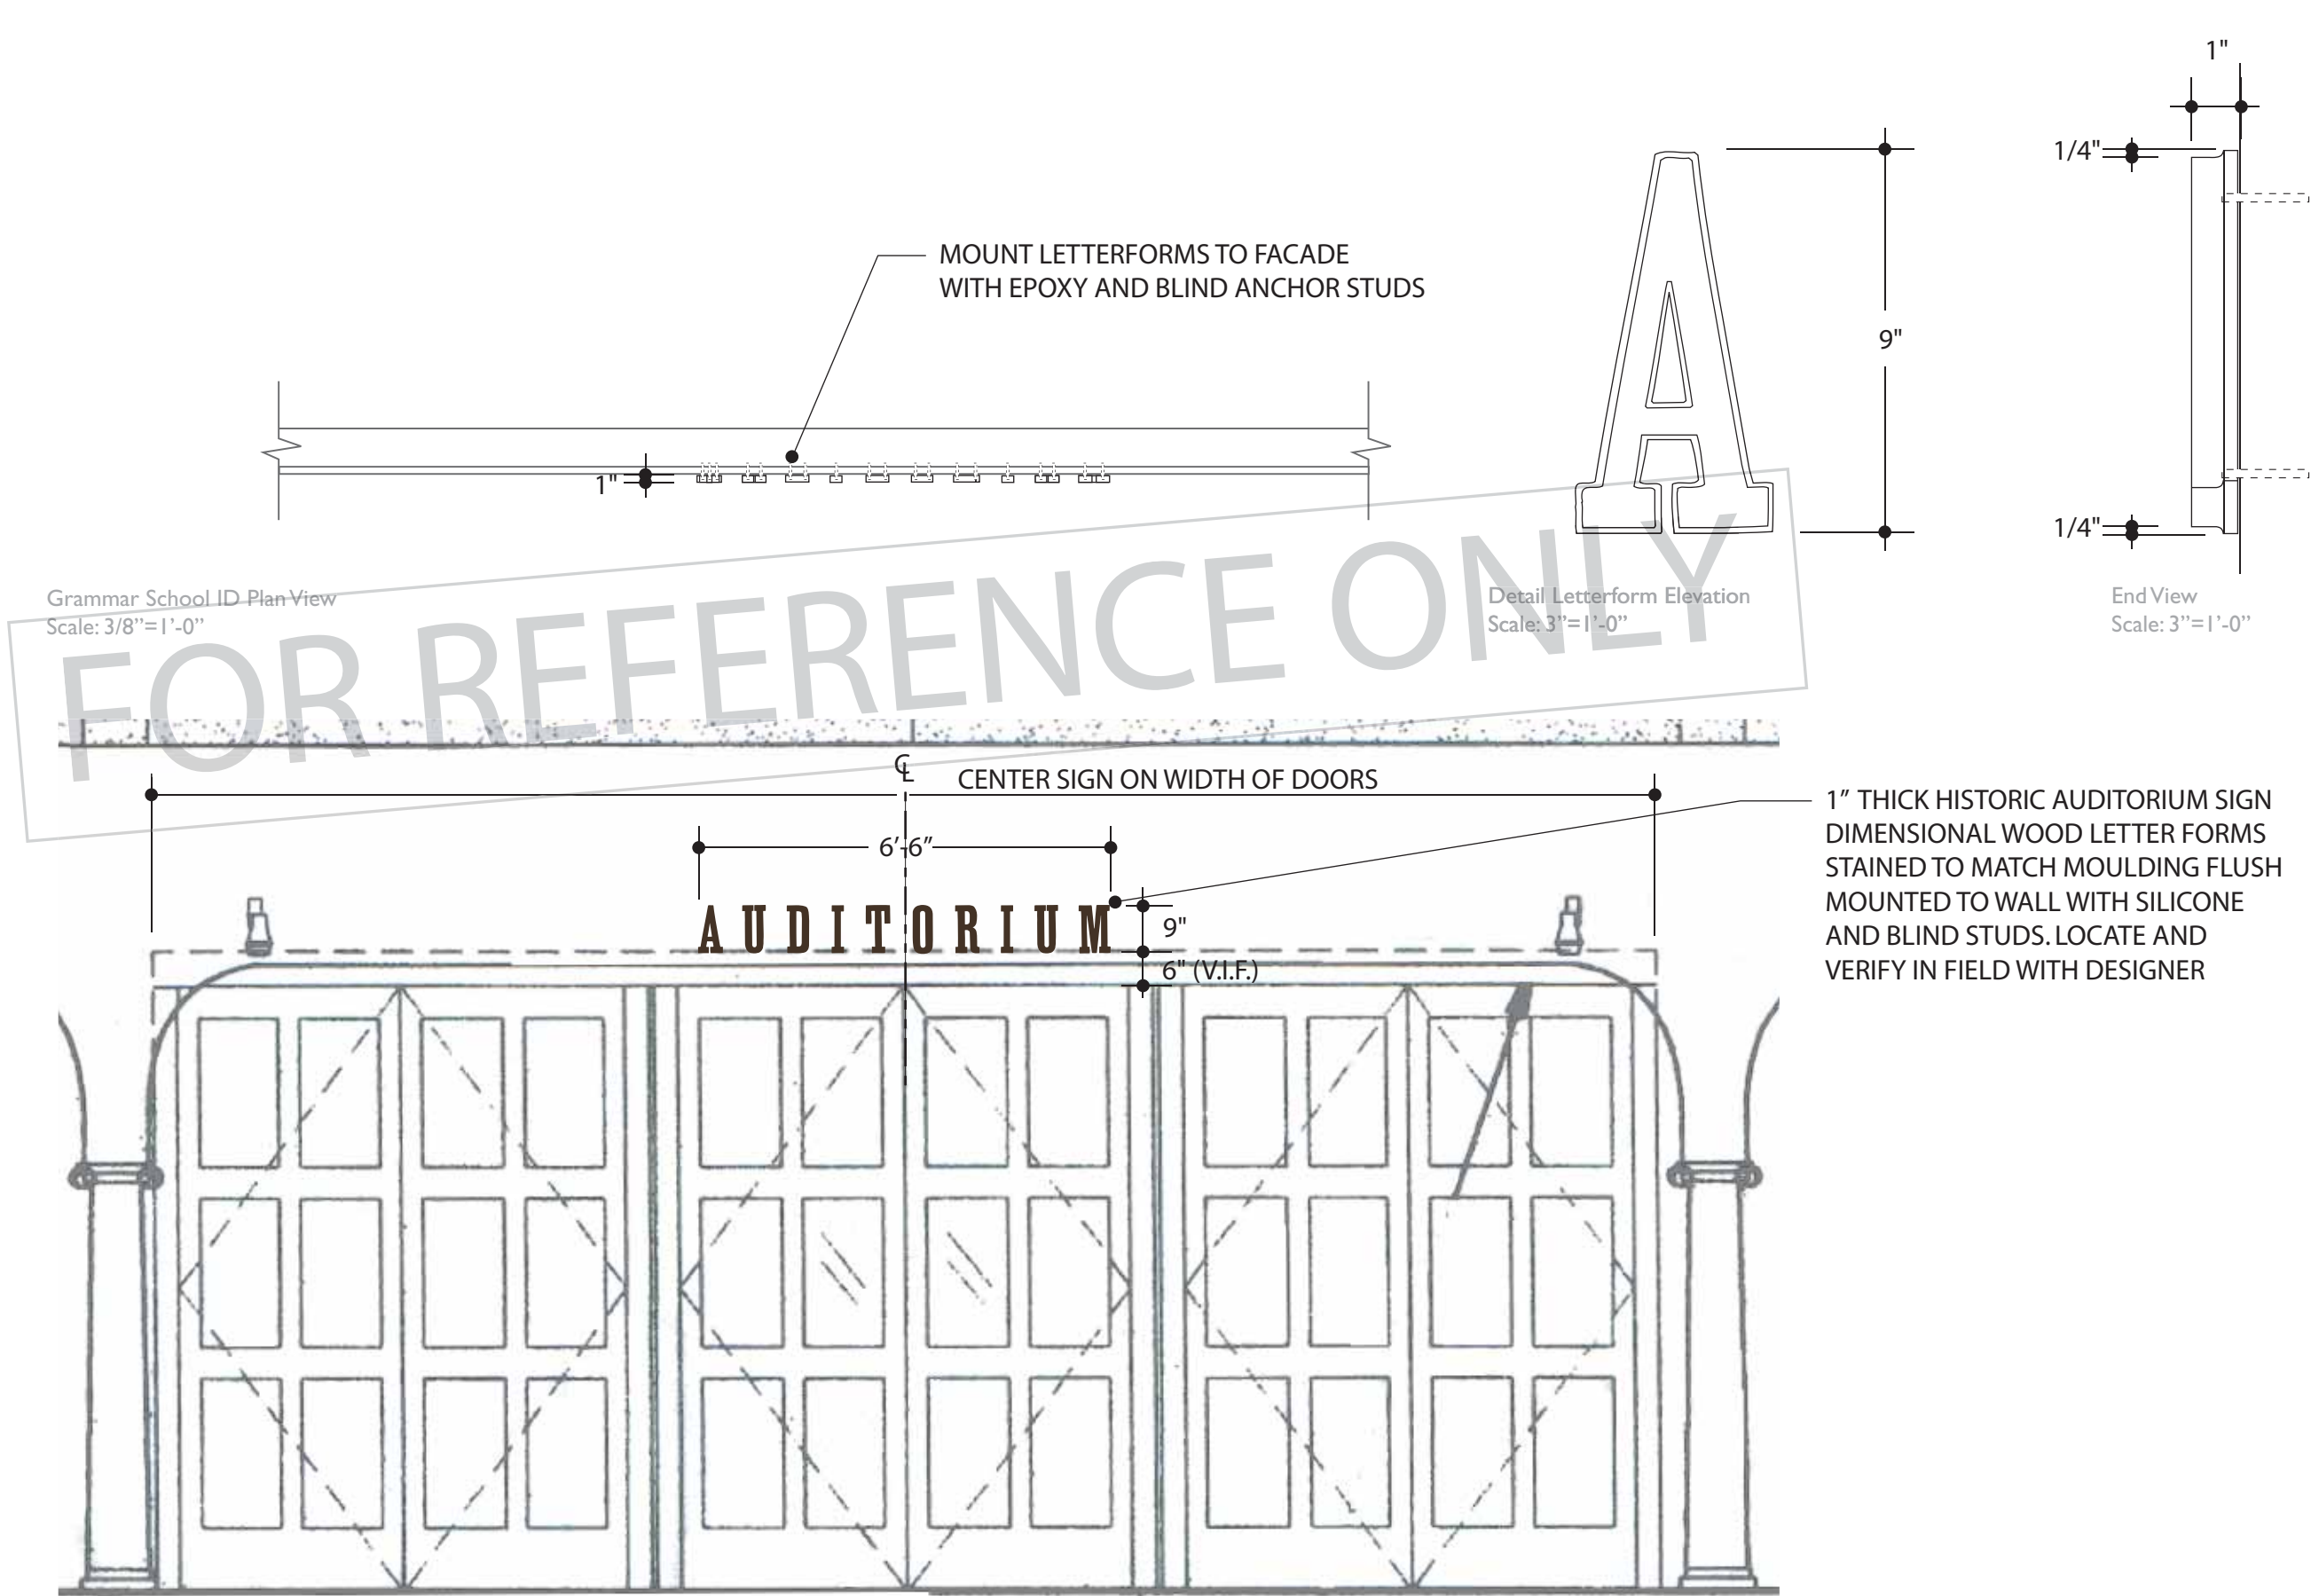 1"
1/4"
MOUNT LETTERFORMS TO FACADE
WITH EPOXY AND BLIND ANCHOR STUDS
9"
1"
1/4"
Grammar School ID Plan View
Scale: 3/8”=1’-0”
Detail Letterform Elevation
Scale: 3”=1’-0”
End View
Scale: 3”=1’-0”
FOR REFERENCE ONLY
CENTER SIGN ON WIDTH OF DOORS
1” THICK HISTORIC AUDITORIUM SIGN
DIMENSIONAL WOOD LETTER FORMS
STAINED TO MATCH MOULDING FLUSH
MOUNTED TO WALL WITH SILICONE
AND BLIND STUDS. LOCATE AND
VERIFY IN FIELD WITH DESIGNER
6’-6”
AUDITORIUM
9"
6" (V.I.F.)
A
℄